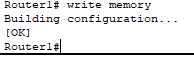 Router1# write memory
Building configuration...
[OK]
Router1#